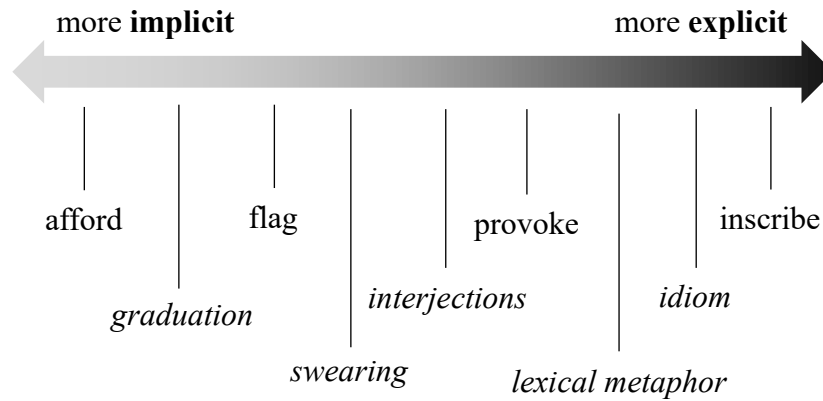 more implicit more explicit
afford flag provoke inscribe
graduation interjections idiom
swearing lexical metaphor